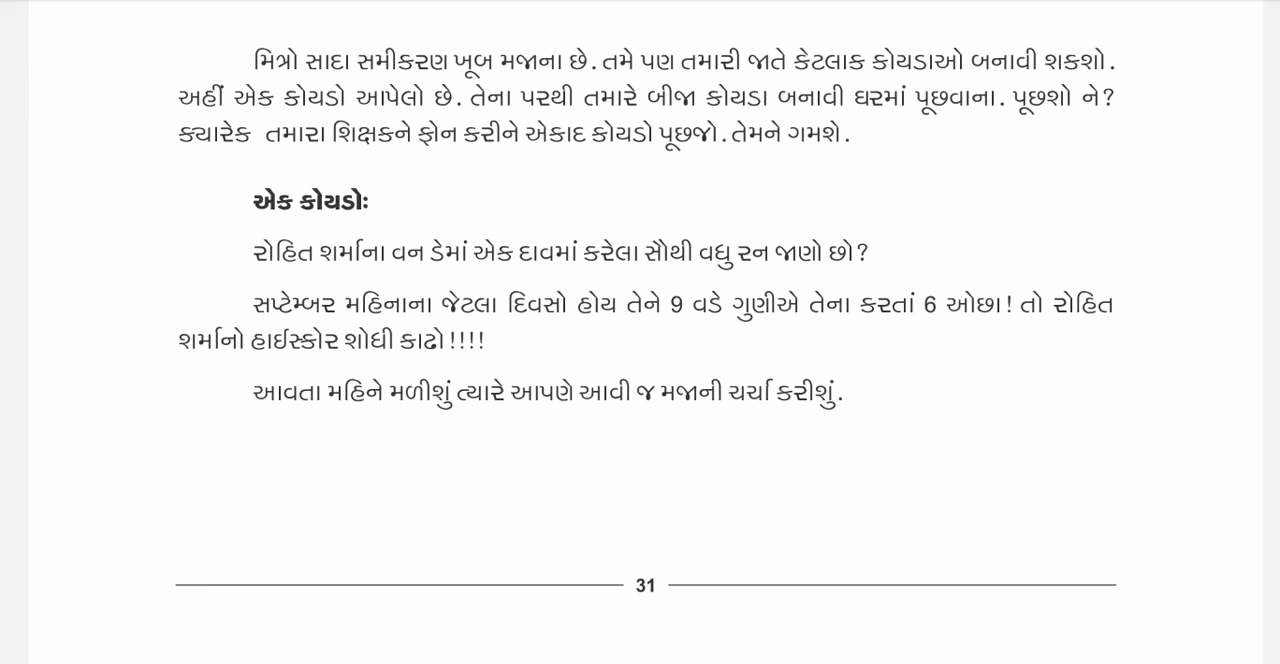 મિત્રો સાદા સમીકરણ ખૂબ મજાના છે. તમે પણ તમારી જાતે કેટલાક કોયડાઓ બનાવી શકશો.
અહીં એક કોયડો આપેલો છે. તેના પરથી તમારે બીજા કોયડા બનાવી ઘરમાં પૂછવાના. પૂછશો ને?
ક્યારેક તમારા શિક્ષકને ફોન કરીને એકાદ કોયડો પૂછજો. તેમને ગમશે.
એક કોયડોઃ
રોહિત શર્માના વન ડેમાં એક દાવમાં કરેલા સૌથી વધુ રન જાણો છો?
સપ્ટેમ્બર મહિનાના જેટલા દિવસો હોય તેને 9 વડે ગુણીએ તેના કરતાં 6 ઓછા! તો રોહિત
શર્માનો હાઈસ્કોર શોધી કાઢો!!!!
આવતા મહિને મળીશું ત્યારે આપણે આવી જ મજાની ચર્ચા કરીશું.
31